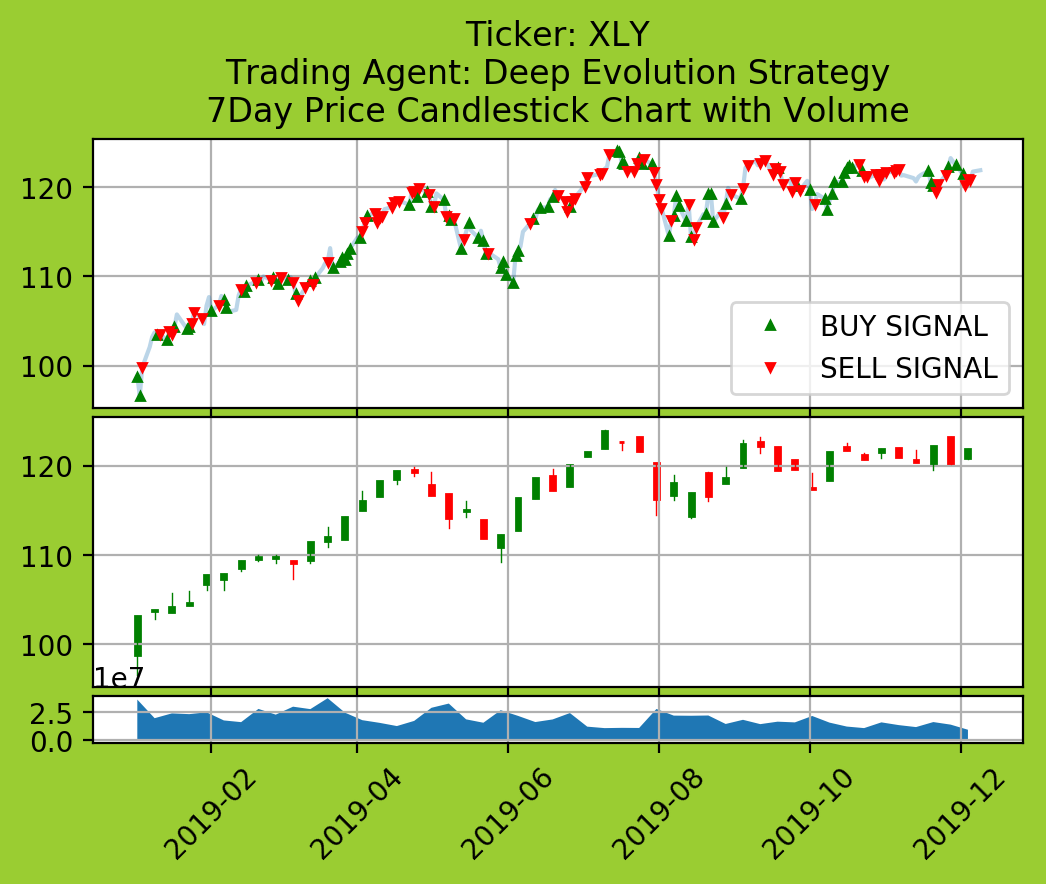 Ticker: XLY
Trading Agent: Deep Evolution Strategy
7Day Price Candlestick Chart with Volume
120
110
100
BUY SIGNAL
SELL SIGNAL
120
110
100
1e7
2.5
0.0
2019-02
2019-04
2019-06
2019-08
2019-10
2019-12